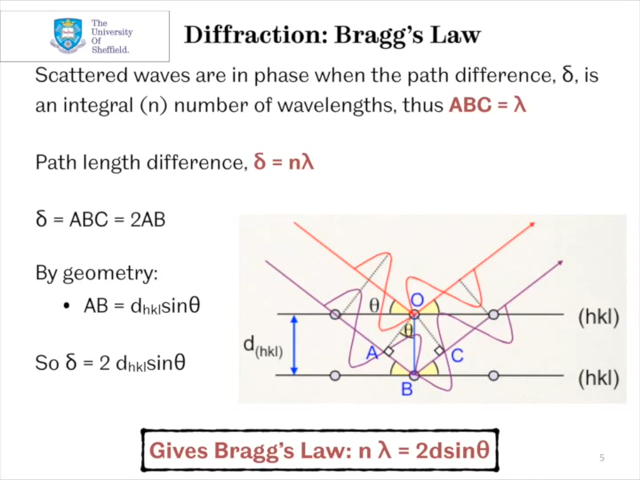 The
University
Of
Sheffield.
Diffraction: Bragg's Law
Scattered waves are in phase when the path difference, δ, is
an integral (n) number of wavelengths, thus ABC = λ
Path length difference, δ = nλ
δ = ABC = 2AB
By geometry:
• AB = dhklsinθ
So δ = 2 dhklsinθ
O
θ
(hkl)
θ
d(hkl)
A
C
B
(hkl)
Gives Bragg's Law: n λ = 2dsinθ
5